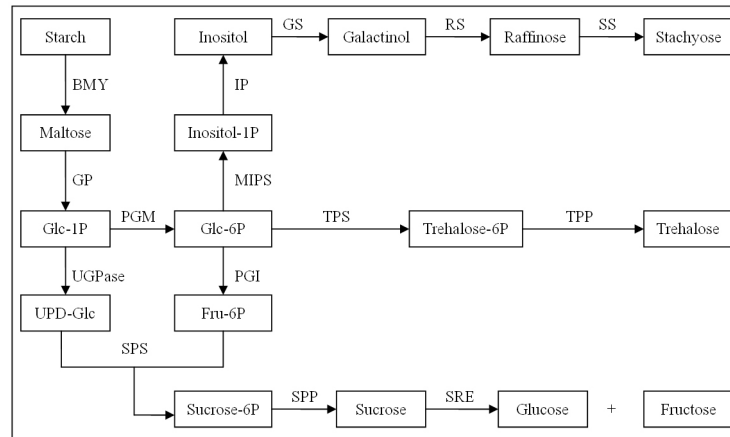 Starch
Inositol
GS
Galactinol
RS
Raffinose
SS
Stachyose
BMY
IP
Maltose
Inositol-1P
GP
MIPS
Glc-1P
PGM
Glc-6P
TPS
Trehalose-6P
TPP
Trehalose
UGPase
PGI
UPD-Glc
Fru-6P
SPS
Sucrose-6P
SPP
Sucrose
SRE
Glucose
+
Fructose